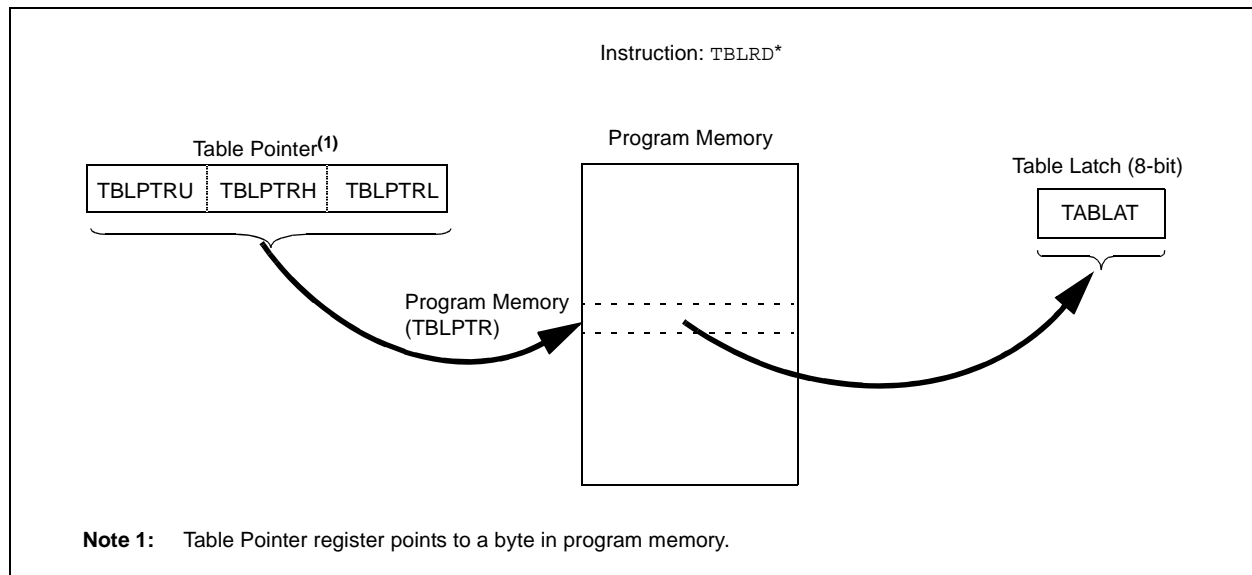 Instruction: TBLRD*
Table Pointer(1)
TBLPTRU TBLPTRH TBLPTRL
Program Memory
Table Latch (8-bit)
TABLAT
Program Memory
(TBLPTR)
Note 1: Table Pointer register points to a byte in program memory.